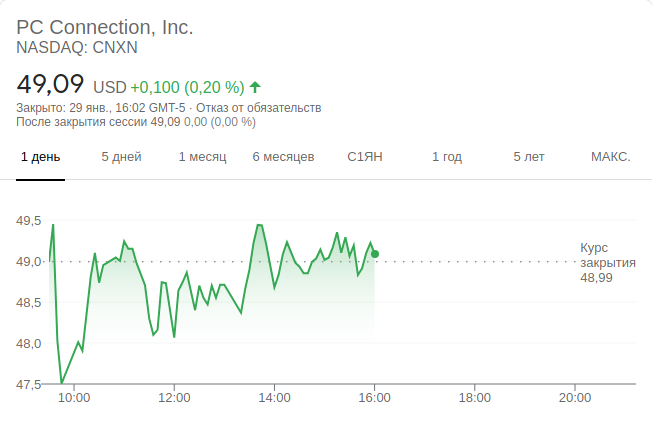 PC Connection, Inc.
NASDAQ: CNXN
49,09 USD +0,100 (0,20 %)
Закрыто: 29 янв., 16:02 GMT-5 · Отказ от обязательств
После закрытия сессии 49,09 0,00 (0,00 %)
1 день 5 дней 1 месяц 6 месяцев С1ЯН 1 год 5 лет МАКС.
49,5
49,0
48,5
48,0
47,5
Курс
закрытия
48,99
10:00 12:00 14:00 16:00 18:00 20:00